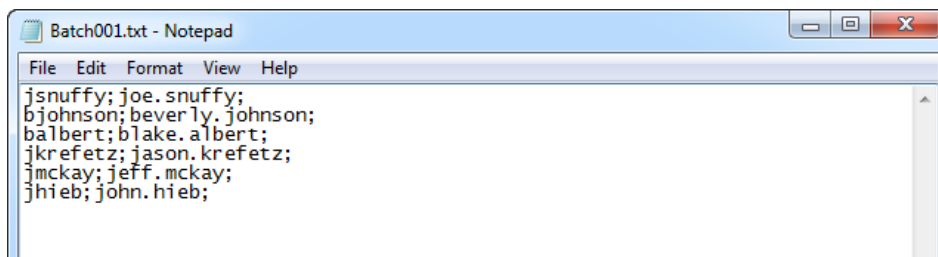 Batch001.txt - Notepad
File Edit Format View Help
jsnuffy;joe.snuffy;
bjohnson;beverly.johnson;
balbert;blake.albert;
jkrefetz;jason.krefetz;
jmckay;jeff.mckay;
jhieb;john.hieb;